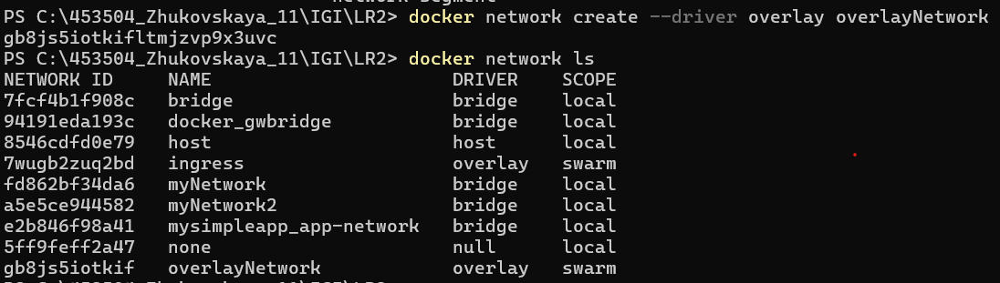 PS C:\453504_Zhukovskaya_11\IGI\LR2> docker network create --driver overlay overlayNetwork
gb8js5iotkifltmjzvp9x3uvc
PS C:\453504_Zhukovskaya_11\IGI\LR2> docker network ls
NETWORK ID     NAME                       DRIVER    SCOPE
7fcf4b1f908c   bridge                     bridge    local
94191eda193c   docker_gwbridge            bridge    local
8546cdfd0e79   host                       host      local
7wugb2zuq2bd   ingress                    overlay   swarm
fd862bf34da6   myNetwork                  bridge    local
a5e5ce944582   myNetwork2                 bridge    local
e2b846f98a41   mysimpleapp_app-network    bridge    local
5ff9feff2a47   none                       null      local
gb8js5iotkif   overlayNetwork             overlay   swarm